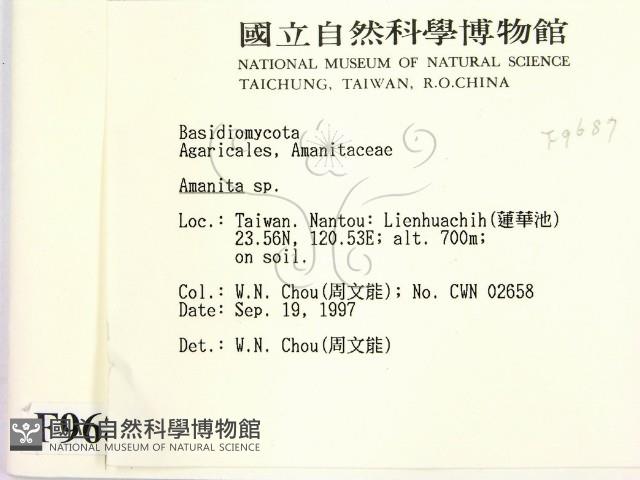 國立自然科學博物館
NATIONAL MUSEUM OF NATURAL SCIENCE
TAICHUNG, TAIWAN, R.O.CHINA
F9687
Basidiomycota
Agaricales, Amanitaceae
Amanita sp.
Loc.: Taiwan. Nantou: Lienhuachih(蓮華池)
23.56N, 120.53E; alt. 700m;
on soil.
Col.: W.N. Chou(周文能); No. CWN 02658
Date: Sep. 19, 1997
Det.: W.N. Chou(周文能)
F96
國立自然科學博物館
NATIONAL MUSEUM OF NATURAL SCIENCE